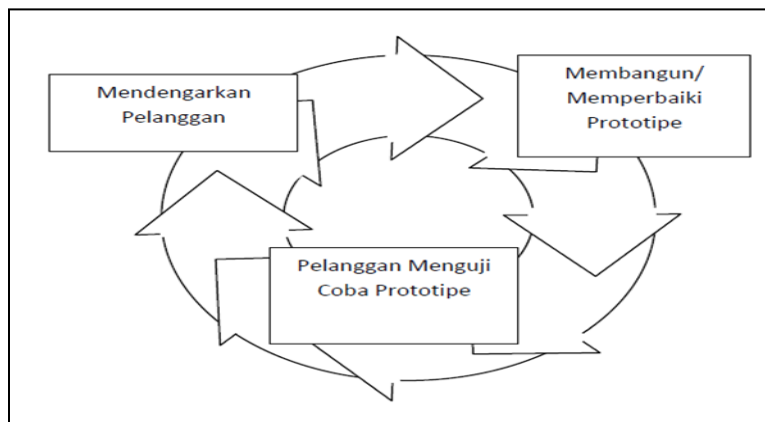 Mendengarkan
Pelanggan
Membangun/
Memperbaiki
Prototipe
Pelanggan Menguji
Coba Prototipe